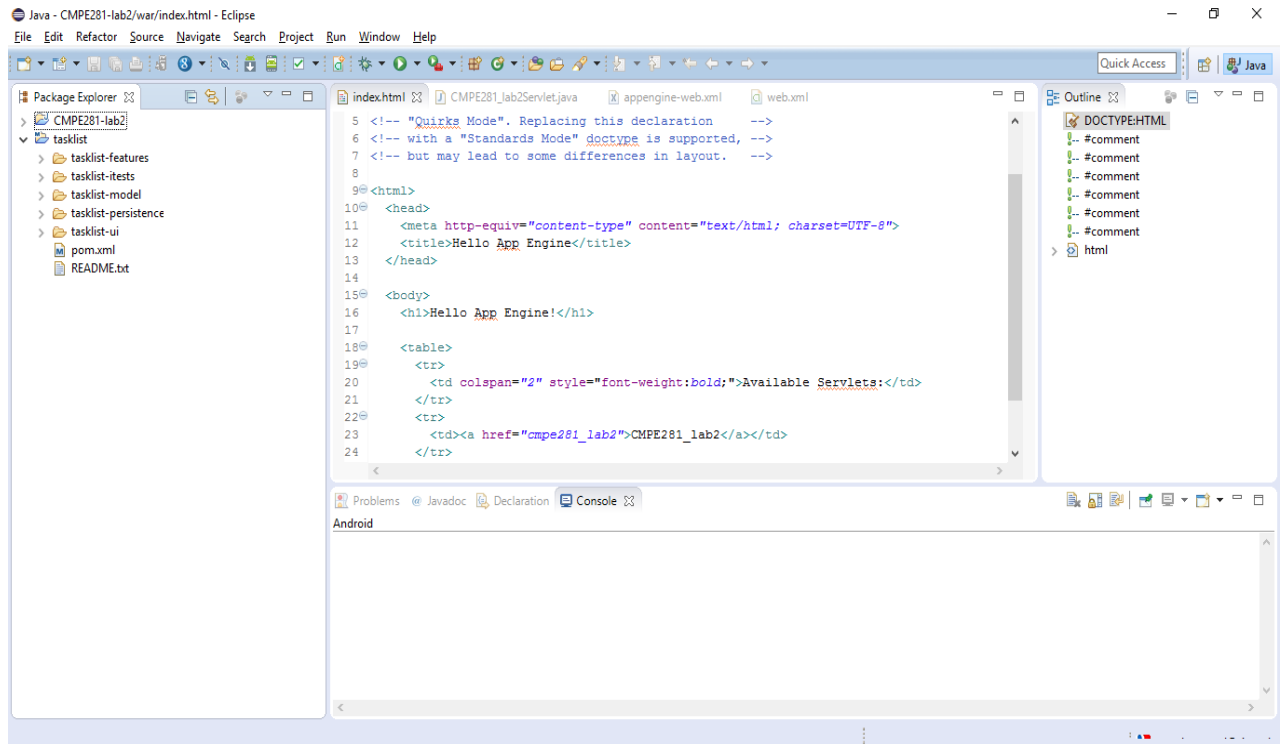 Java - CMPE281-lab2/war/index.html - Eclipse
File Edit Refactor Source Navigate Search Project Run Window Help
Quick Access
Java
Package Explorer
CMPE281-lab2
tasklist
tasklist-features
tasklist-itests
tasklist-model
tasklist-persistence
tasklist-ui
pom.xml
README.txt
index.html CMPE281_lab2Servlet.java appengine-web.xml web.xml
5 <!-- "Quirks Mode". Replacing this declaration -->
6 <!-- with a "Standards Mode" doctype is supported, -->
7 <!-- but may lead to some differences in layout. -->
8
9 <html>
10 <head>
11 <meta http-equiv="content-type" content="text/html; charset=UTF-8">
12 <title>Hello App Engine</title>
13 </head>
14
15 <body>
16 <h1>Hello App Engine!</h1>
17
18 <table>
19 <tr>
20 <td colspan="2" style="font-weight:bold;">Available Servlets:</td>
21 </tr>
22 <tr>
23 <td><a href="cmpe281_lab2">CMPE281_lab2</a></td>
24 </tr>
Outline
DOCTYPE:HTML
#comment
#comment
#comment
#comment
#comment
#comment
html
Problems @ Javadoc Declaration Console
Android